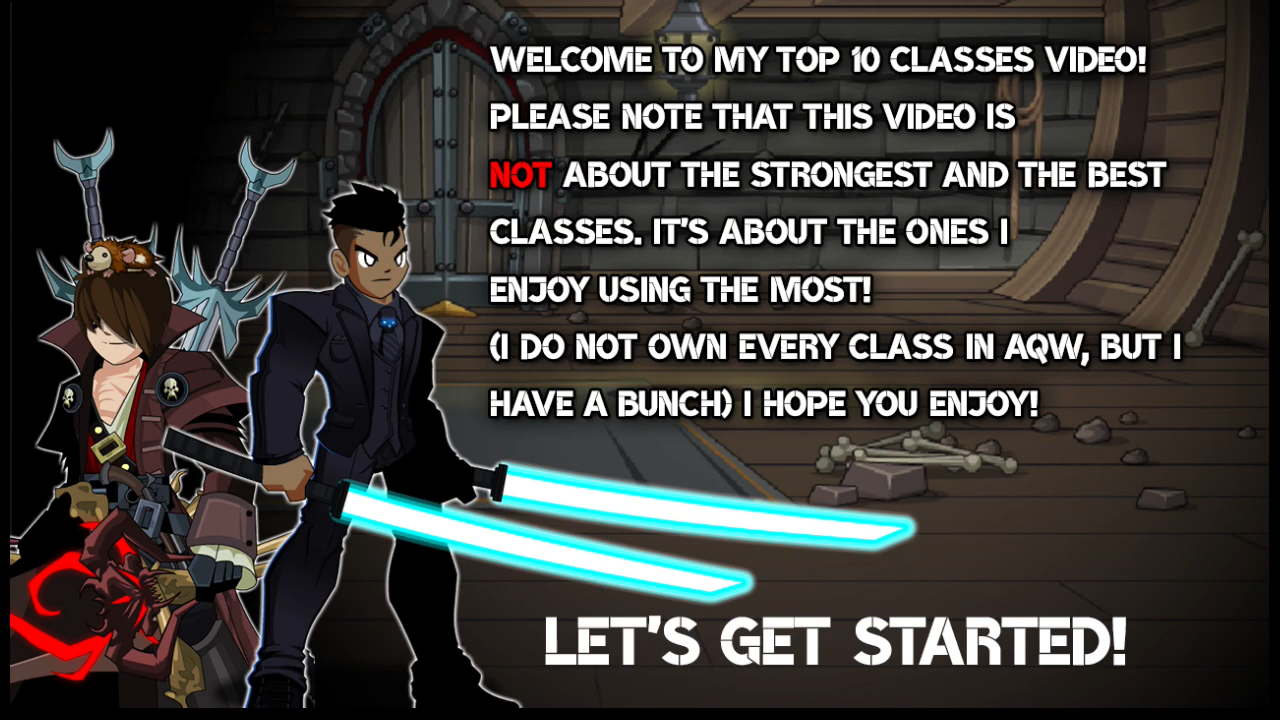 WELCOME TO MY TOP 10 CLASSES VIDEO!
PLEASE NOTE THAT THIS VIDEO IS
NOT ABOUT THE STRONGEST AND THE BEST
CLASSES. IT'S ABOUT THE ONES I
ENJOY USING THE MOST!
(I DO NOT OWN EVERY CLASS IN AQW, BUT I
HAVE A BUNCH) I HOPE YOU ENJOY!
LET'S GET STARTED!